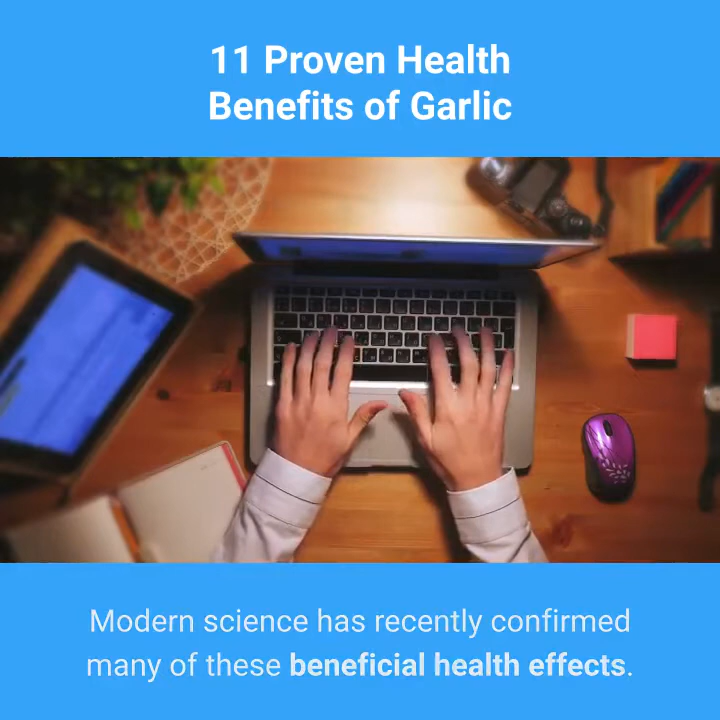 11 Proven Health
Benefits of Garlic
Modern science has recently confirmed
many of these beneficial health effects.